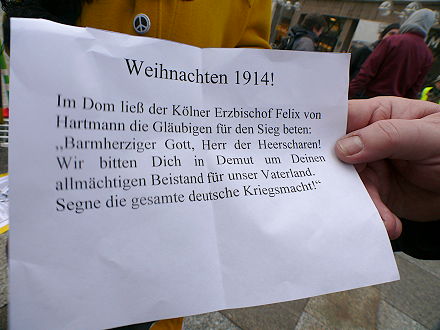 Weihnachten 1914!
Im Dom ließ der Kölner Erzbischof Felix von
Hartmann die Gläubigen für den Sieg beten:
„Barmherziger Gott, Herr der Heerscharen!
Wir bitten Dich in Demut um Deinen
allmächtigen Beistand für unser Vaterland.
Segne die gesamte deutsche Kriegsmacht!“